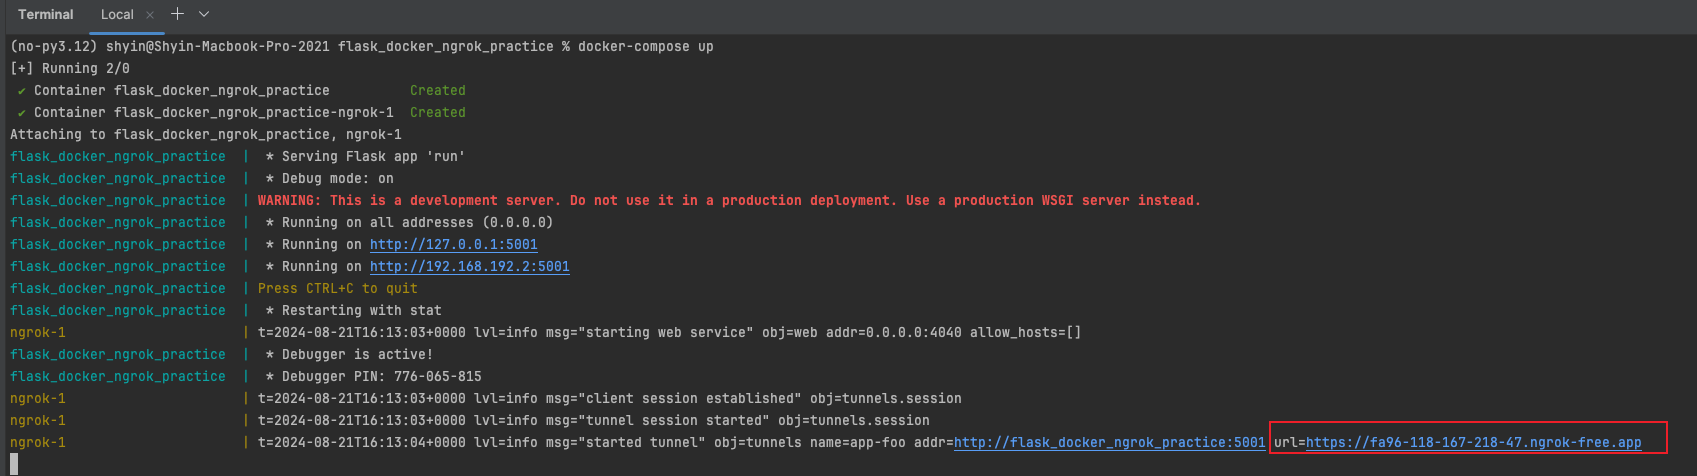 Terminal Local × + ⌄
(no-py3.12) shyin@Shyin-Macbook-Pro-2021 flask_docker_ngrok_practice % docker-compose up
[+] Running 2/0
 ✔ Container flask_docker_ngrok_practice          Created
 ✔ Container flask_docker_ngrok_practice-ngrok-1  Created
Attaching to flask_docker_ngrok_practice, ngrok-1
flask_docker_ngrok_practice  |  * Serving Flask app 'run'
flask_docker_ngrok_practice  |  * Debug mode: on
flask_docker_ngrok_practice  | WARNING: This is a development server. Do not use it in a production deployment. Use a production WSGI server instead.
flask_docker_ngrok_practice  |  * Running on all addresses (0.0.0.0)
flask_docker_ngrok_practice  |  * Running on http://127.0.0.1:5001
flask_docker_ngrok_practice  |  * Running on http://192.168.192.2:5001
flask_docker_ngrok_practice  | Press CTRL+C to quit
flask_docker_ngrok_practice  |  * Restarting with stat
ngrok-1                      | t=2024-08-21T16:13:03+0000 lvl=info msg="starting web service" obj=web addr=0.0.0.0:4040 allow_hosts=[]
flask_docker_ngrok_practice  |  * Debugger is active!
flask_docker_ngrok_practice  |  * Debugger PIN: 776-065-815
ngrok-1                      | t=2024-08-21T16:13:03+0000 lvl=info msg="client session established" obj=tunnels.session
ngrok-1                      | t=2024-08-21T16:13:03+0000 lvl=info msg="tunnel session started" obj=tunnels.session
ngrok-1                      | t=2024-08-21T16:13:04+0000 lvl=info msg="started tunnel" obj=tunnels name=app-foo addr=http://flask_docker_ngrok_practice:5001 url=https://fa96-118-167-218-47.ngrok-free.app